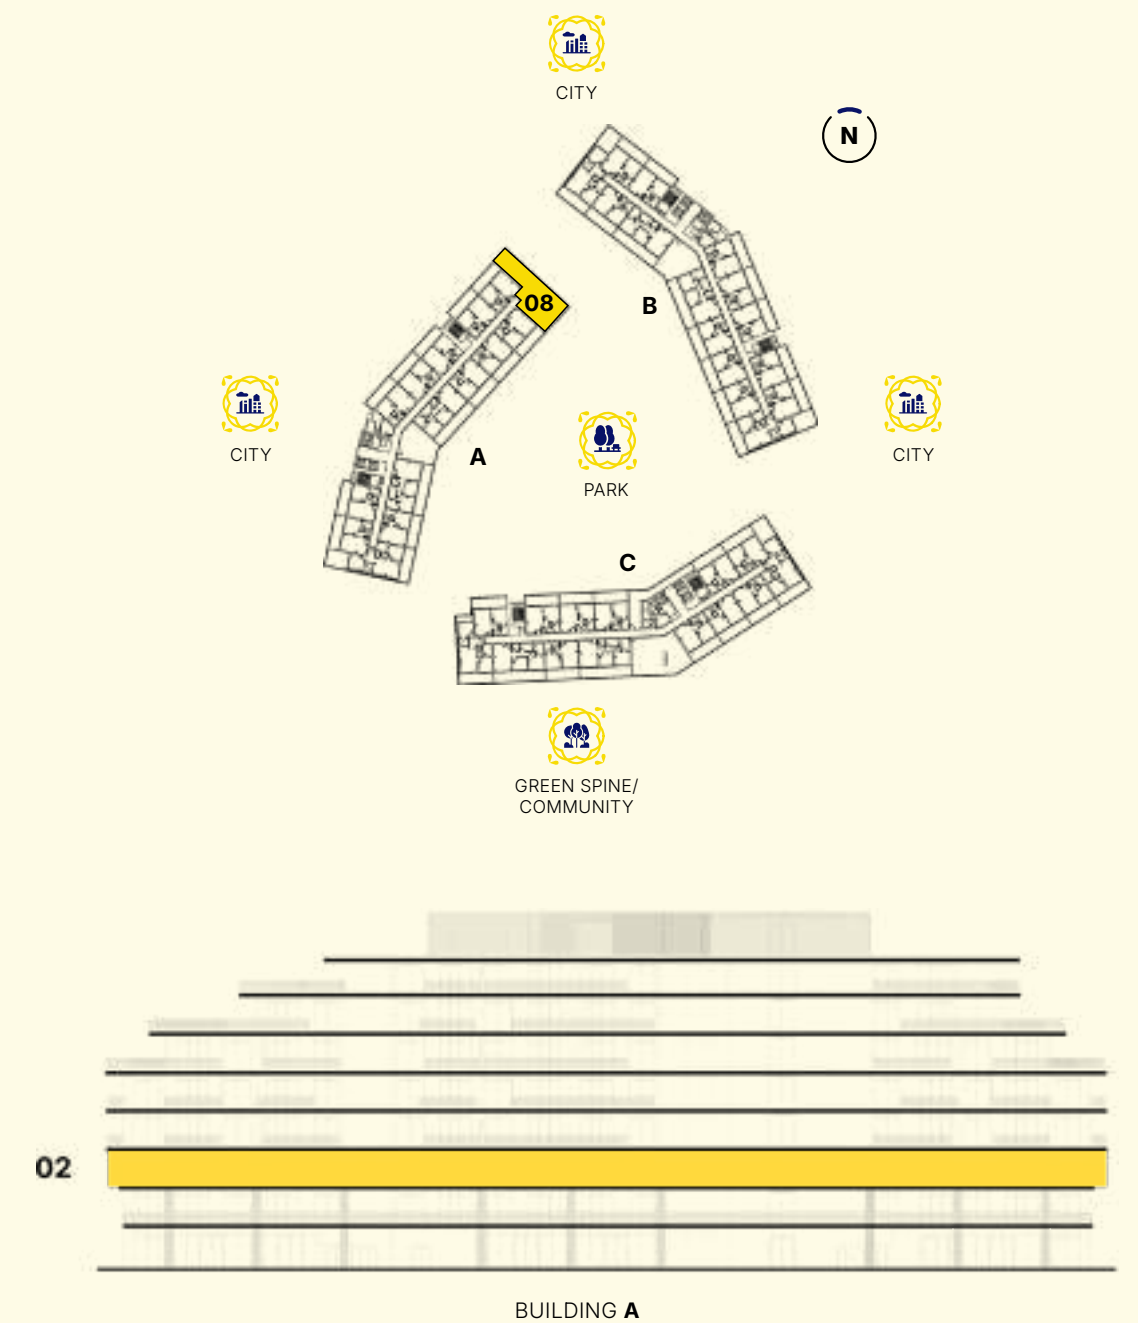 CITY
N
08
B
CITY
CITY
A
PARK
C
GREEN SPINE/
COMMUNITY
02
BUILDING A